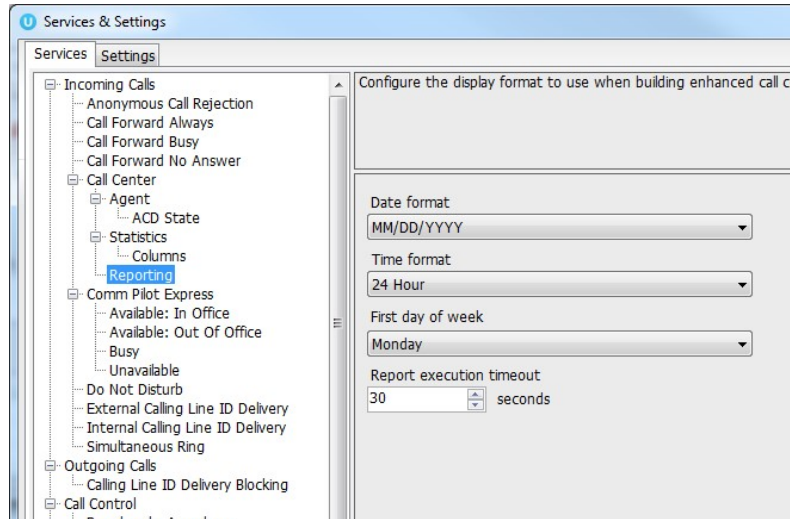 Services & Settings
Services Settings
Incoming Calls
Anonymous Call Rejection
Call Forward Always
Call Forward Busy
Call Forward No Answer
Call Center
Agent
ACD State
Statistics
Columns
Reporting
Comm Pilot Express
Available: In Office
Available: Out Of Office
Busy
Unavailable
Do Not Disturb
External Calling Line ID Delivery
Internal Calling Line ID Delivery
Simultaneous Ring
Outgoing Calls
Calling Line ID Delivery Blocking
Call Control
Configure the display format to use when building enhanced call c
Date format
MM/DD/YYYY
Time format
24 Hour
First day of week
Monday
Report execution timeout
30 seconds